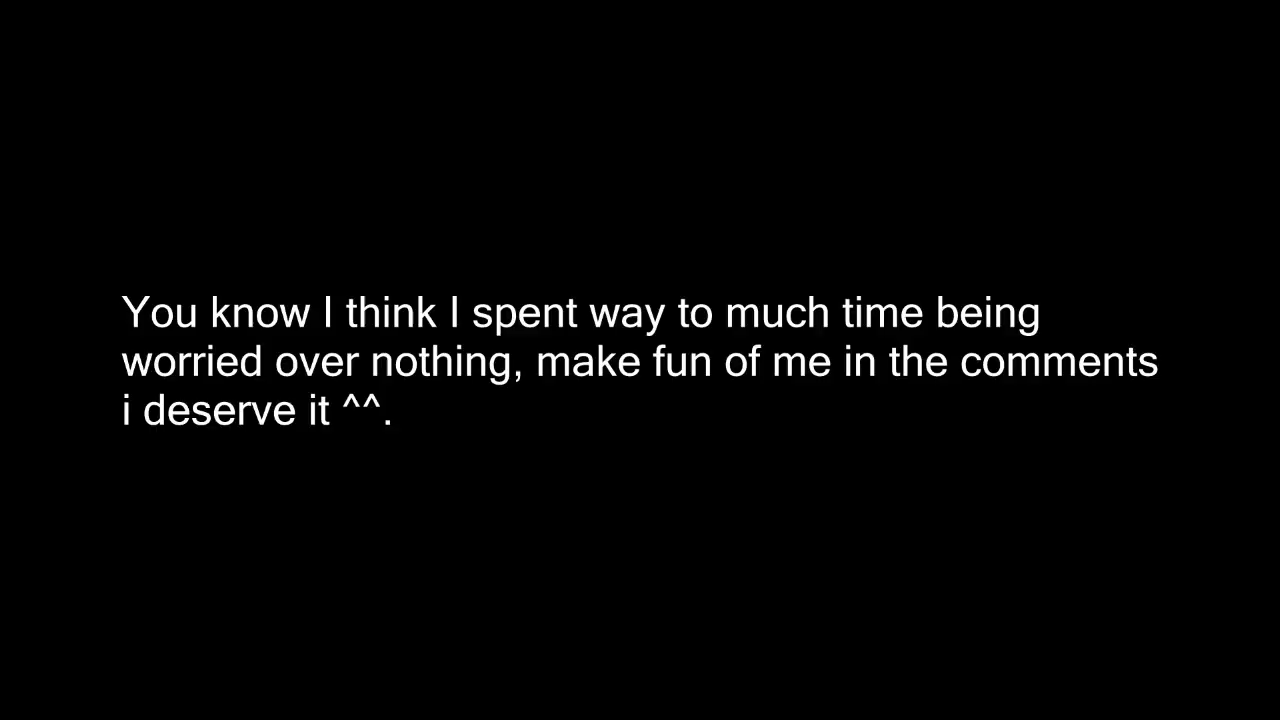 You know I think I spent way to much time being
worried over nothing, make fun of me in the comments
i deserve it ^^.